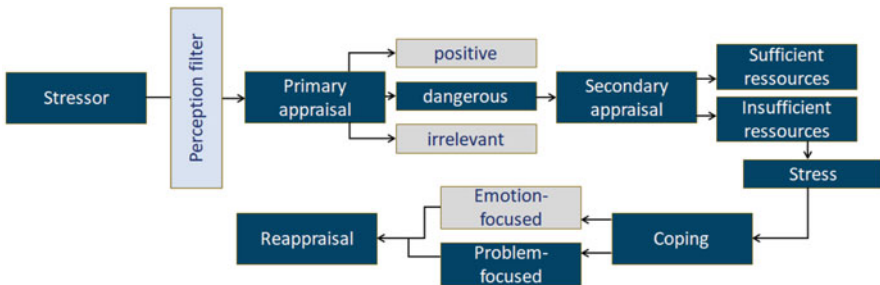 Stressor
Perception filter
Primary
appraisal
positive
dangerous
irrelevant
Secondary
appraisal
Sufficient
ressources
Insufficient
ressources
Stress
Coping
Emotion-
focused
Problem-
focused
Reappraisal